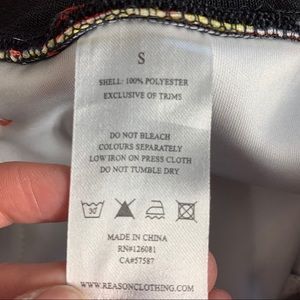 S
SHELL: 100% POLYESTER
EXCLUSIVE OF TRIMS
DO NOT BLEACH
COLOURS SEPARATELY
LOW IRON ON PRESS CLOTH
DO NOT TUMBLE DRY
30
MADE IN CHINA
RN#126081
CA#57587
WWW.REASONCLOTHING.COM